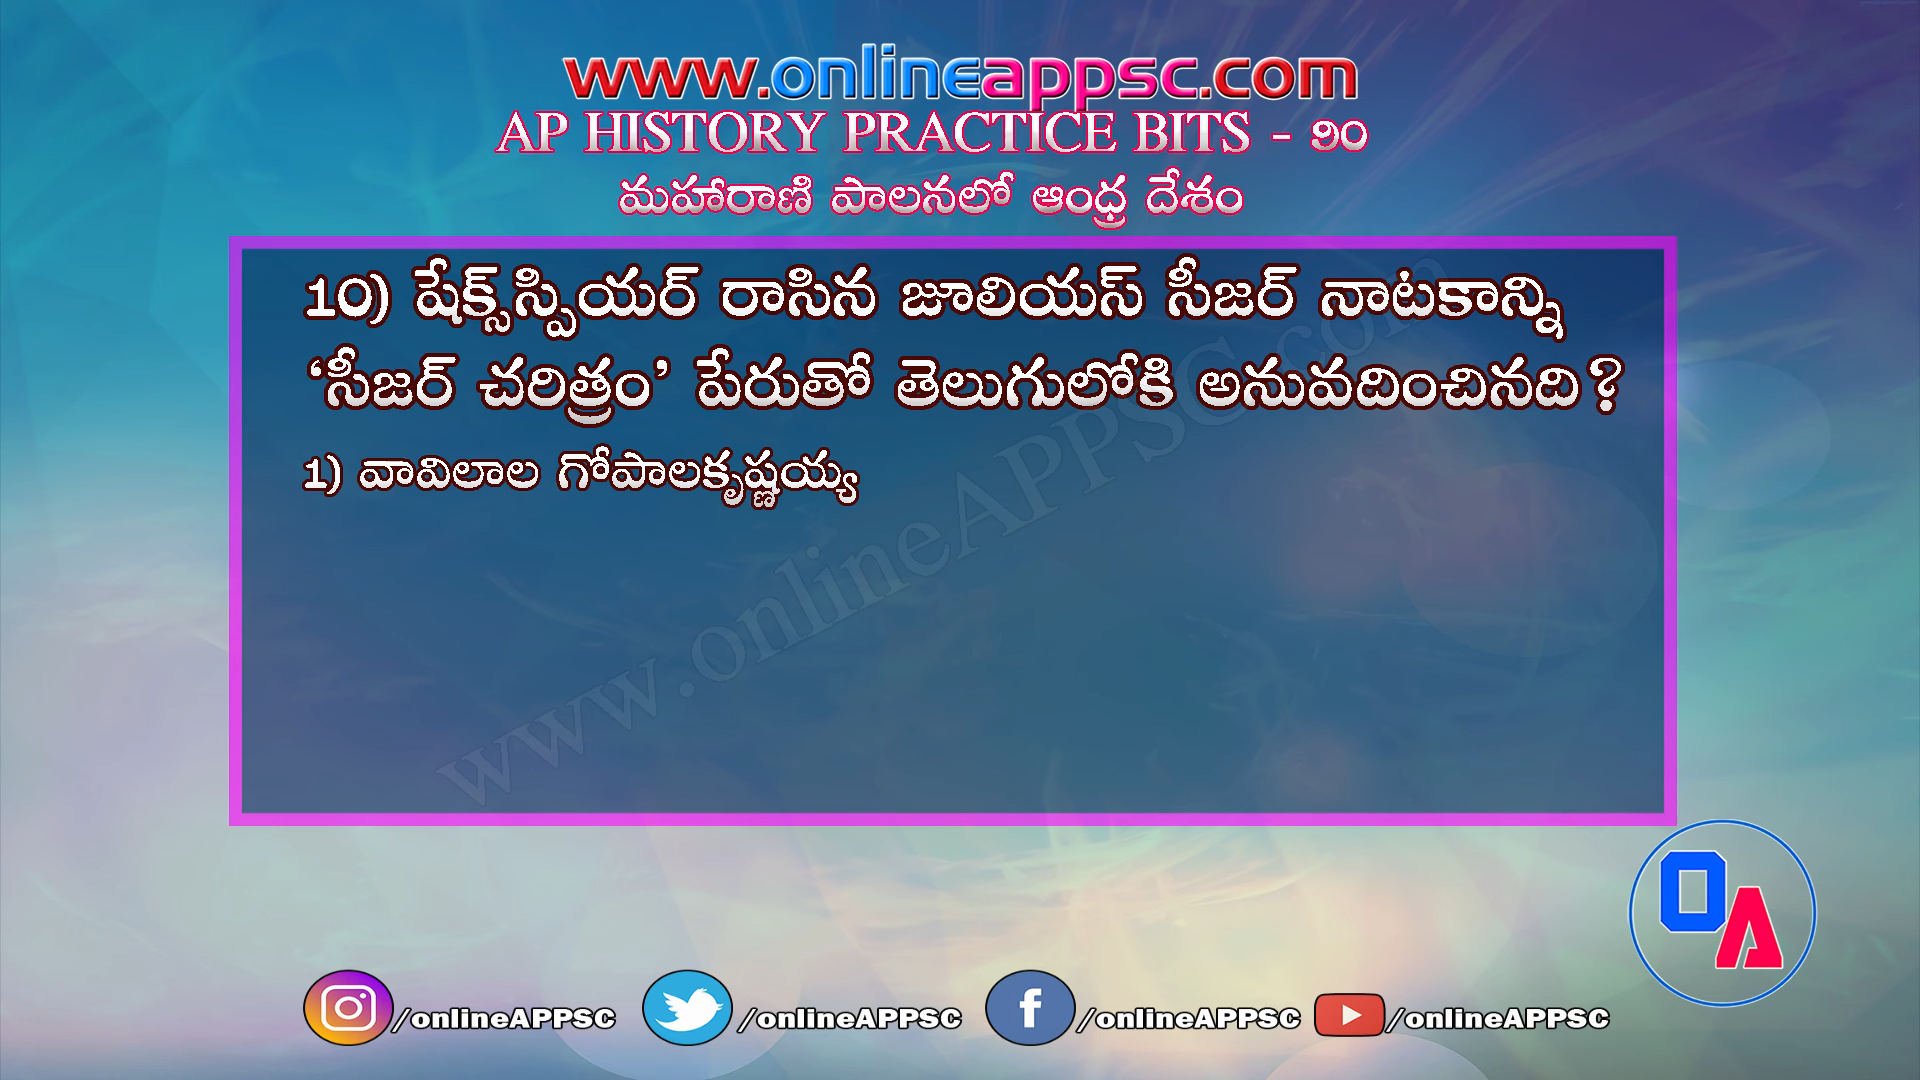 www.onlineappsc.com
AP HISTORY PRACTICE BITS - ౨౦
మహారాణి పాలనలో ఆంధ్ర దేశం
10) షేక్స్‌స్పియర్ రాసిన జూలియస్ సీజర్ నాటకాన్ని
‘సీజర్ చరిత్రం’ పేరుతో తెలుగులోకి అనువదించినది?
1) వావిలాల గోపాలకృష్ణయ్య
www.onlineAPPSC.com
OA
/onlineAPPSC /onlineAPPSC /onlineAPPSC /onlineAPPSC